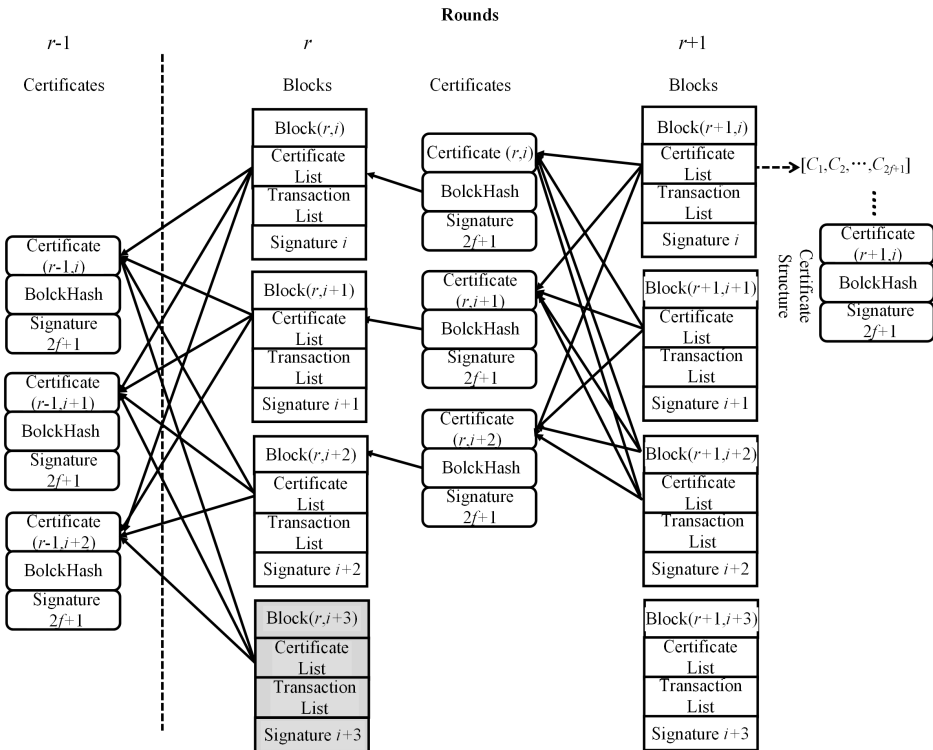 Rounds
r-1
r
r+1
Certificates
Blocks
Certificates
Blocks
Certificate
(r-1,i)
BolckHash
Signature
2f+1
Certificate
(r-1,i+1)
BolckHash
Signature
2f+1
Certificate
(r-1,i+2)
BolckHash
Signature
2f+1
Block(r,i)
Certificate
List
Transaction
List
Signature i
Block(r,i+1)
Certificate
List
Transaction
List
Signature i+1
Block(r,i+2)
Certificate
List
Transaction
List
Signature i+2
Block(r,i+3)
Certificate
List
Transaction
List
Signature i+3
Certificate (r,i)
BolckHash
Signature
2f+1
Certificate
(r,i+1)
BolckHash
Signature
2f+1
Certificate
(r,i+2)
BolckHash
Signature
2f+1
Block(r+1,i)
Certificate
List
Transaction
List
Signature i
Block(r+1,i+1)
Certificate
List
Transaction
List
Signature i+1
Block(r+1,i+2)
Certificate
List
Transaction
List
Signature i+2
Block(r+1,i+3)
Certificate
List
Transaction
List
Signature i+3
[C1,C2,⋯,C2f+1]
Certificate
Structure
Certificate
(r+1,i)
BolckHash
Signature
2f+1